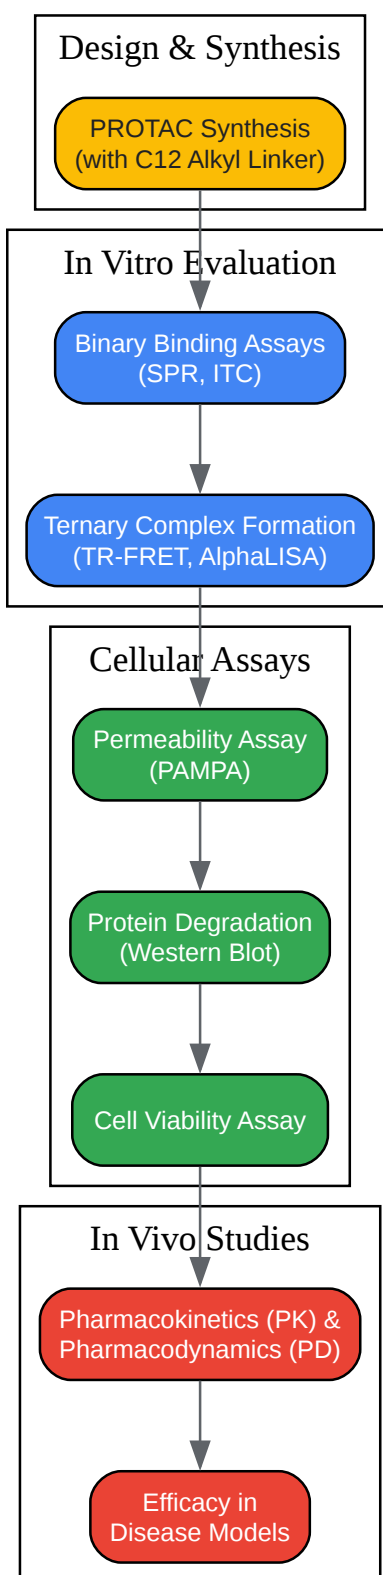 Design & Synthesis
PROTAC Synthesis
(with C12 Alkyl Linker)
In Vitro Evaluation
Binary Binding Assays
(SPR, ITC)
Ternary Complex Formation
(TR-FRET, AlphaLISA)
Cellular Assays
Permeability Assay
(PAMPA)
Protein Degradation
(Western Blot)
Cell Viability Assay
In Vivo Studies
Pharmacokinetics (PK) &
Pharmacodynamics (PD)
Efficacy in
Disease Models